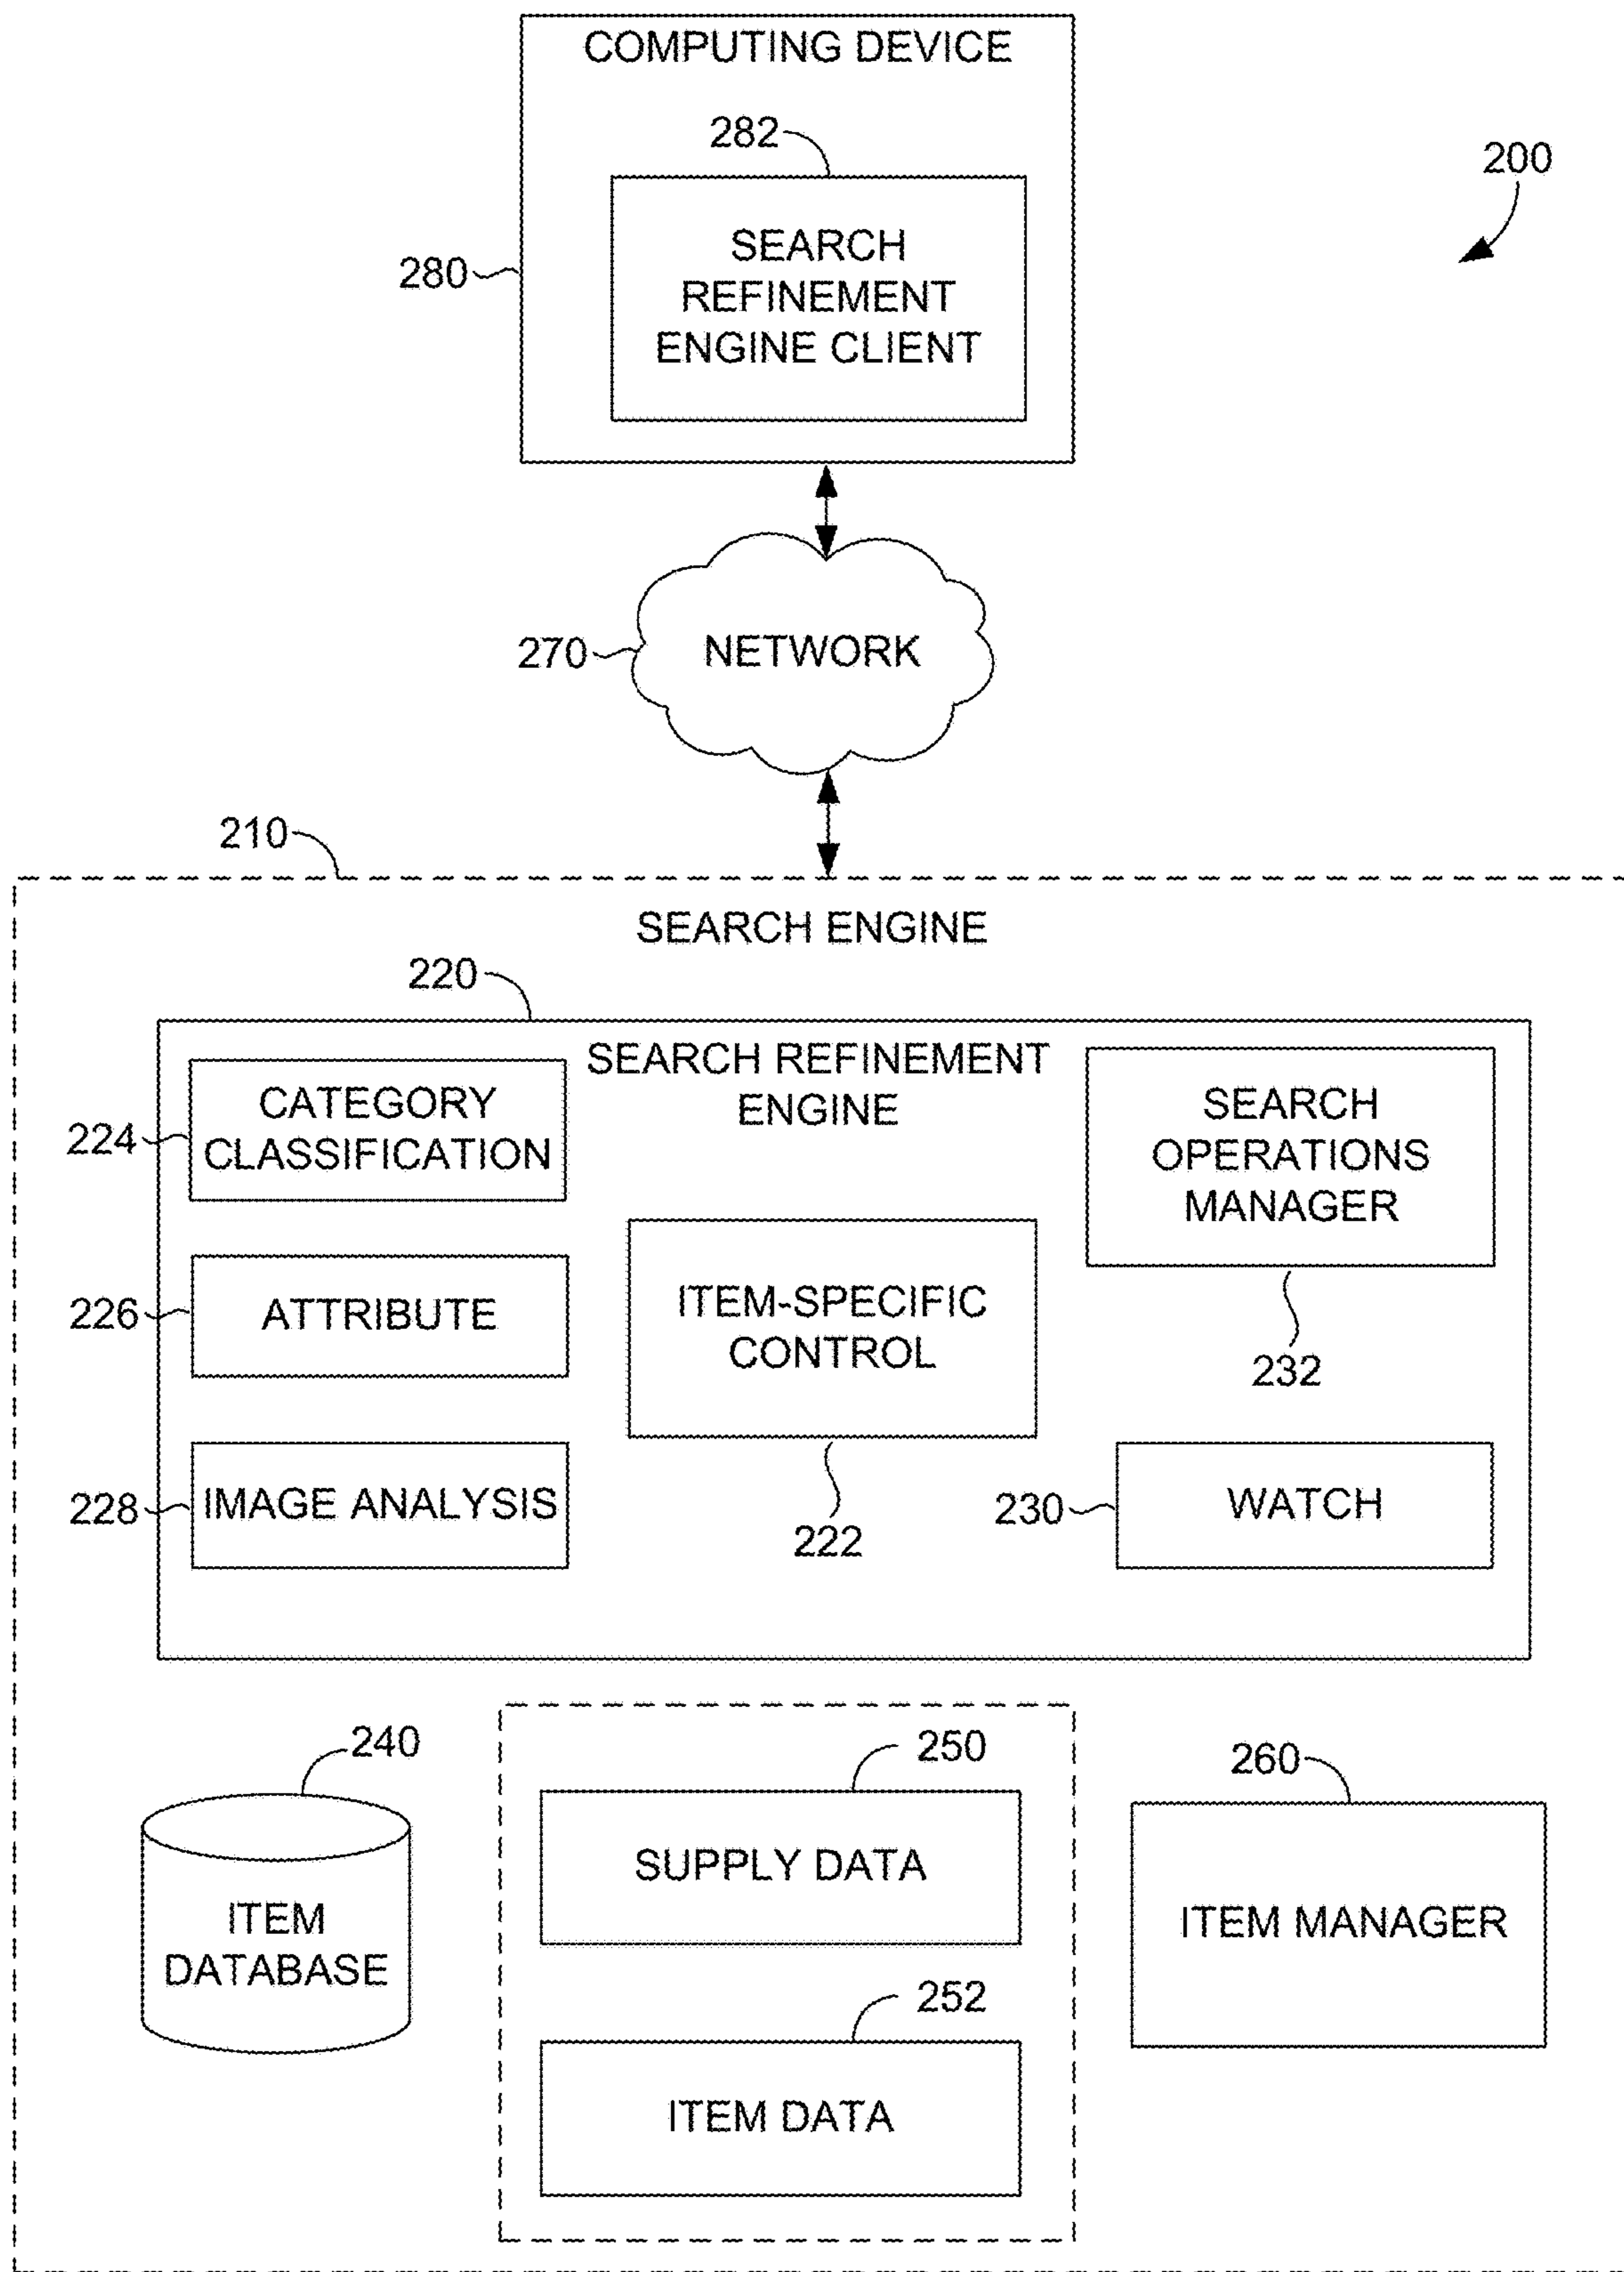 COMPUTING DEVICE
282
200
SEARCH
REFINEMENT
ENGINE CLIENT
280
270
NETWORK
210
SEARCH ENGINE
220
SEARCH REFINEMENT
ENGINE
CATEGORY
CLASSIFICATION
224
SEARCH
OPERATIONS
MANAGER
232
226
ATTRIBUTE
ITEM-SPECIFIC
CONTROL
222
228
IMAGE ANALYSIS
230
WATCH
240
ITEM
DATABASE
250
SUPPLY DATA
252
ITEM DATA
260
ITEM MANAGER